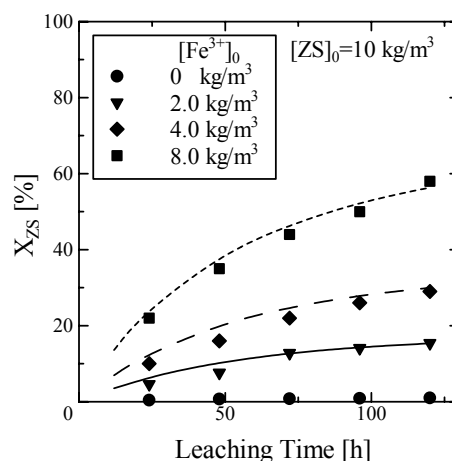 100
80
60
40
20
0
X_ZS [%]
[Fe³⁺]₀
0 kg/m³
2.0 kg/m³
4.0 kg/m³
8.0 kg/m³
[ZS]₀=10 kg/m³
0 50 100
Leaching Time [h]